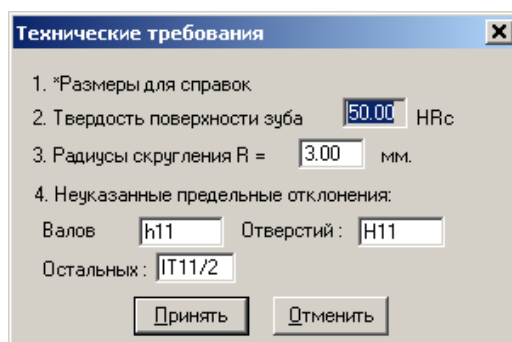 Технические требования
1. *Размеры для справок
2. Твердость поверхности зуба 50.00 HRc
3. Радиусы скругления R = 3.00 мм.
4. Неуказанные предельные отклонения:
Валов h11 Отверстий : H11
Остальных : IT11/2
Принять Отменить